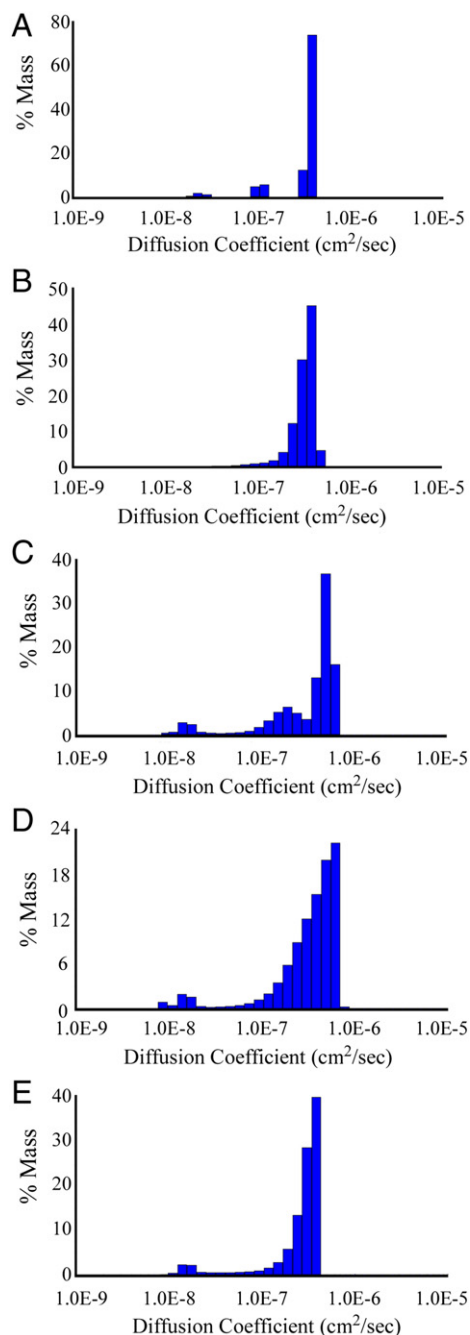 A
% Mass
80
60
40
20
0
1.0E-9 1.0E-8 1.0E-7 1.0E-6 1.0E-5
Diffusion Coefficient (cm²/sec)
B
% Mass
50
40
30
20
10
0
1.0E-9 1.0E-8 1.0E-7 1.0E-6 1.0E-5
Diffusion Coefficient (cm²/sec)
C
% Mass
40
30
20
10
0
1.0E-9 1.0E-8 1.0E-7 1.0E-6 1.0E-5
Diffusion Coefficient (cm²/sec)
D
% Mass
24
18
12
6
0
1.0E-9 1.0E-8 1.0E-7 1.0E-6 1.0E-5
Diffusion Coefficient (cm²/sec)
E
% Mass
40
30
20
10
0
1.0E-9 1.0E-8 1.0E-7 1.0E-6 1.0E-5
Diffusion Coefficient (cm²/sec)